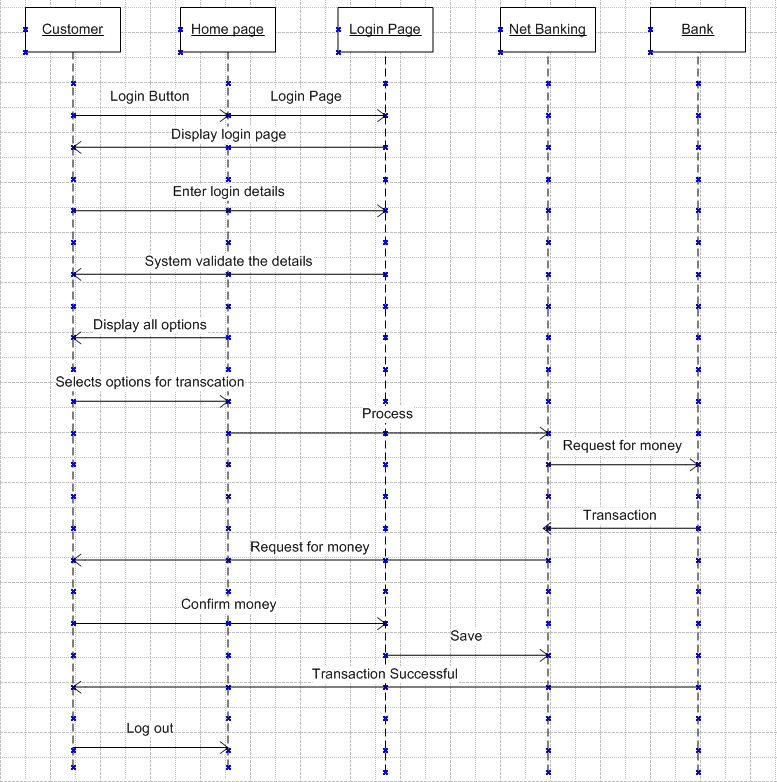 Customer
Home page
Login Page
Net Banking
Bank
Login Button
Login Page
Display login page
Enter login details
System validate the details
Display all options
Selects options for transcation
Process
Request for money
Transaction
Request for money
Confirm money
Save
Transaction Successful
Log out